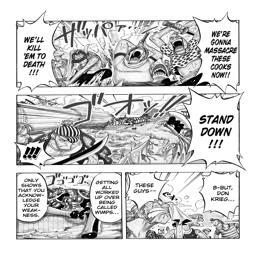 WE'RE
GONNA
MASSACRE
THESE
COOKS NOW!!
WE'LL
KILL
'EM TO
DEATH
!!!
STAND
DOWN
!!!
!!!
B-BUT,
DON
KRIEG...
THESE
GUYS--
GETTING
ALL
WORKED
UP OVER
BEING
CALLED
WIMPS...
ONLY
SHOWS
THAT YOU
ACKNOW-
LEDGE
YOUR
WEAK-
NESS.